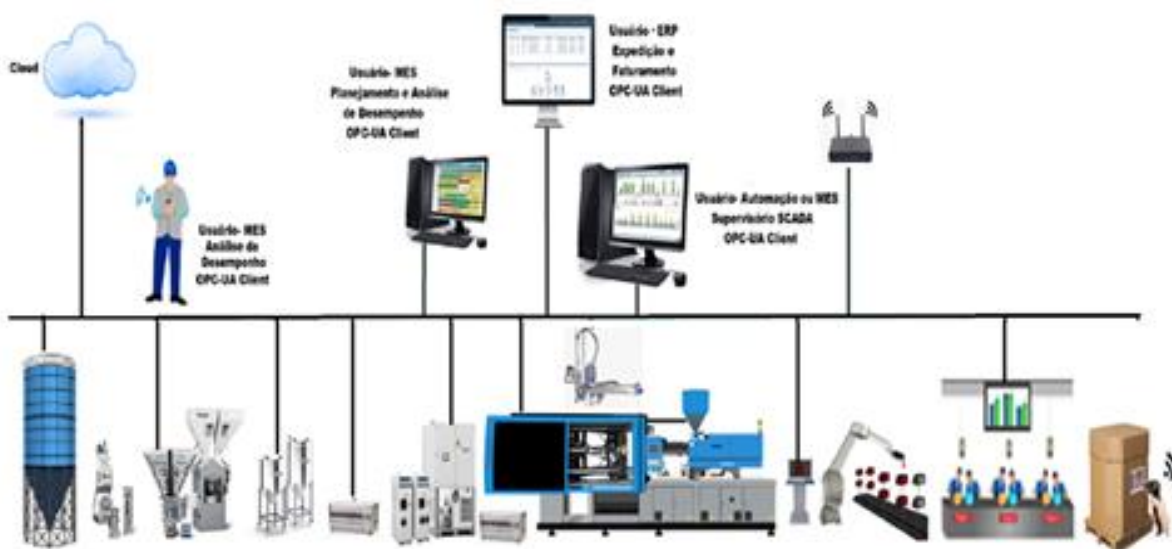 Cloud
Usuário- MES
Análise de
Desempenho
OPC-UA Client
Usuário- MES
Planejamento e Análise
de Desempenho
OPC-UA Client
Usuário - ERP
Expedição e
Faturamento
OPC-UA Client
Usuário- Automação ou MES
Supervisório SCADA
OPC-UA Client